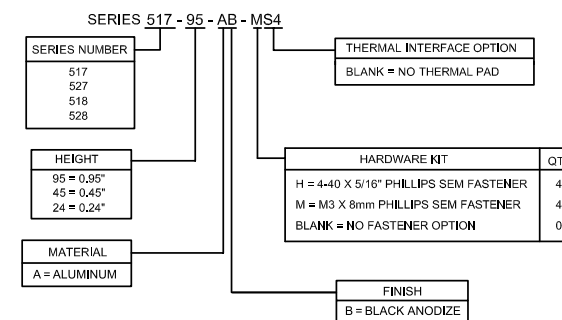 SERIES 517 - 95 - AB - MS4
SERIES NUMBER
517
527
518
528
THERMAL INTERFACE OPTION
BLANK = NO THERMAL PAD
HEIGHT
95 = 0.95"
45 = 0.45"
24 = 0.24"
HARDWARE KIT QT
H = 4-40 X 5/16" PHILLIPS SEM FASTENER 4
M = M3 X 8mm PHILLIPS SEM FASTENER 4
BLANK = NO FASTENER OPTION 0
MATERIAL
A = ALUMINUM
FINISH
B = BLACK ANODIZE